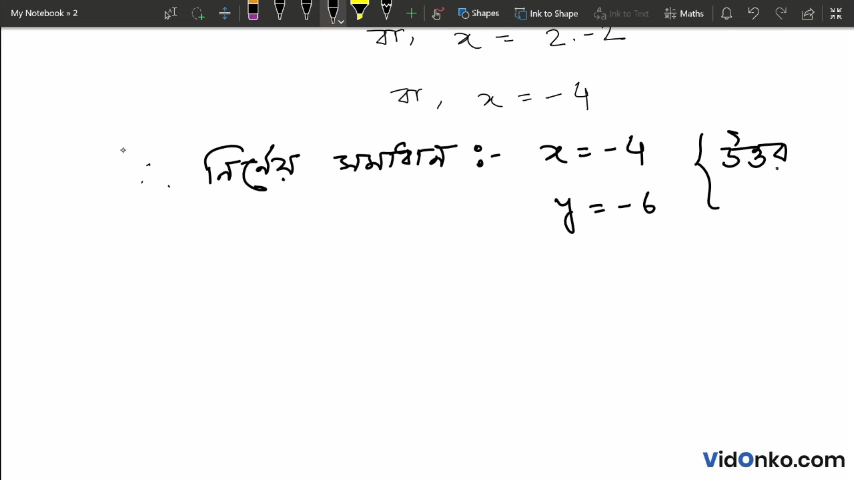 My Notebook » 2 Shapes Ink to Shape Ink to Text Maths
বা, x = 2·-2
বা, x = -4
∴ নির্ণেয় সমাধান :- x = -4 { উত্তর
y = -6
VidOnko.com